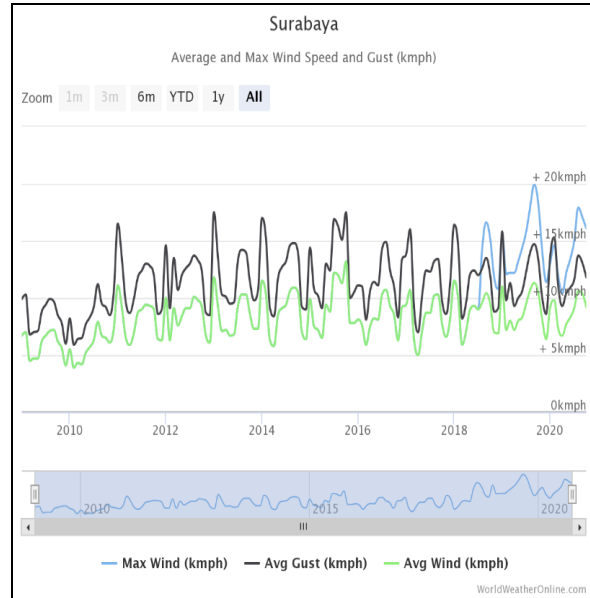 Surabaya
Average and Max Wind Speed and Gust (kmph)
Zoom 1m 3m 6m YTD 1y All
+ 20kmph
+ 15kmph
+ 10kmph
+ 5kmph
0kmph
2010 2012 2014 2016 2018 2020
2010 2015 2020
Max Wind (kmph) Avg Gust (kmph) Avg Wind (kmph)
WorldWeatherOnline.com